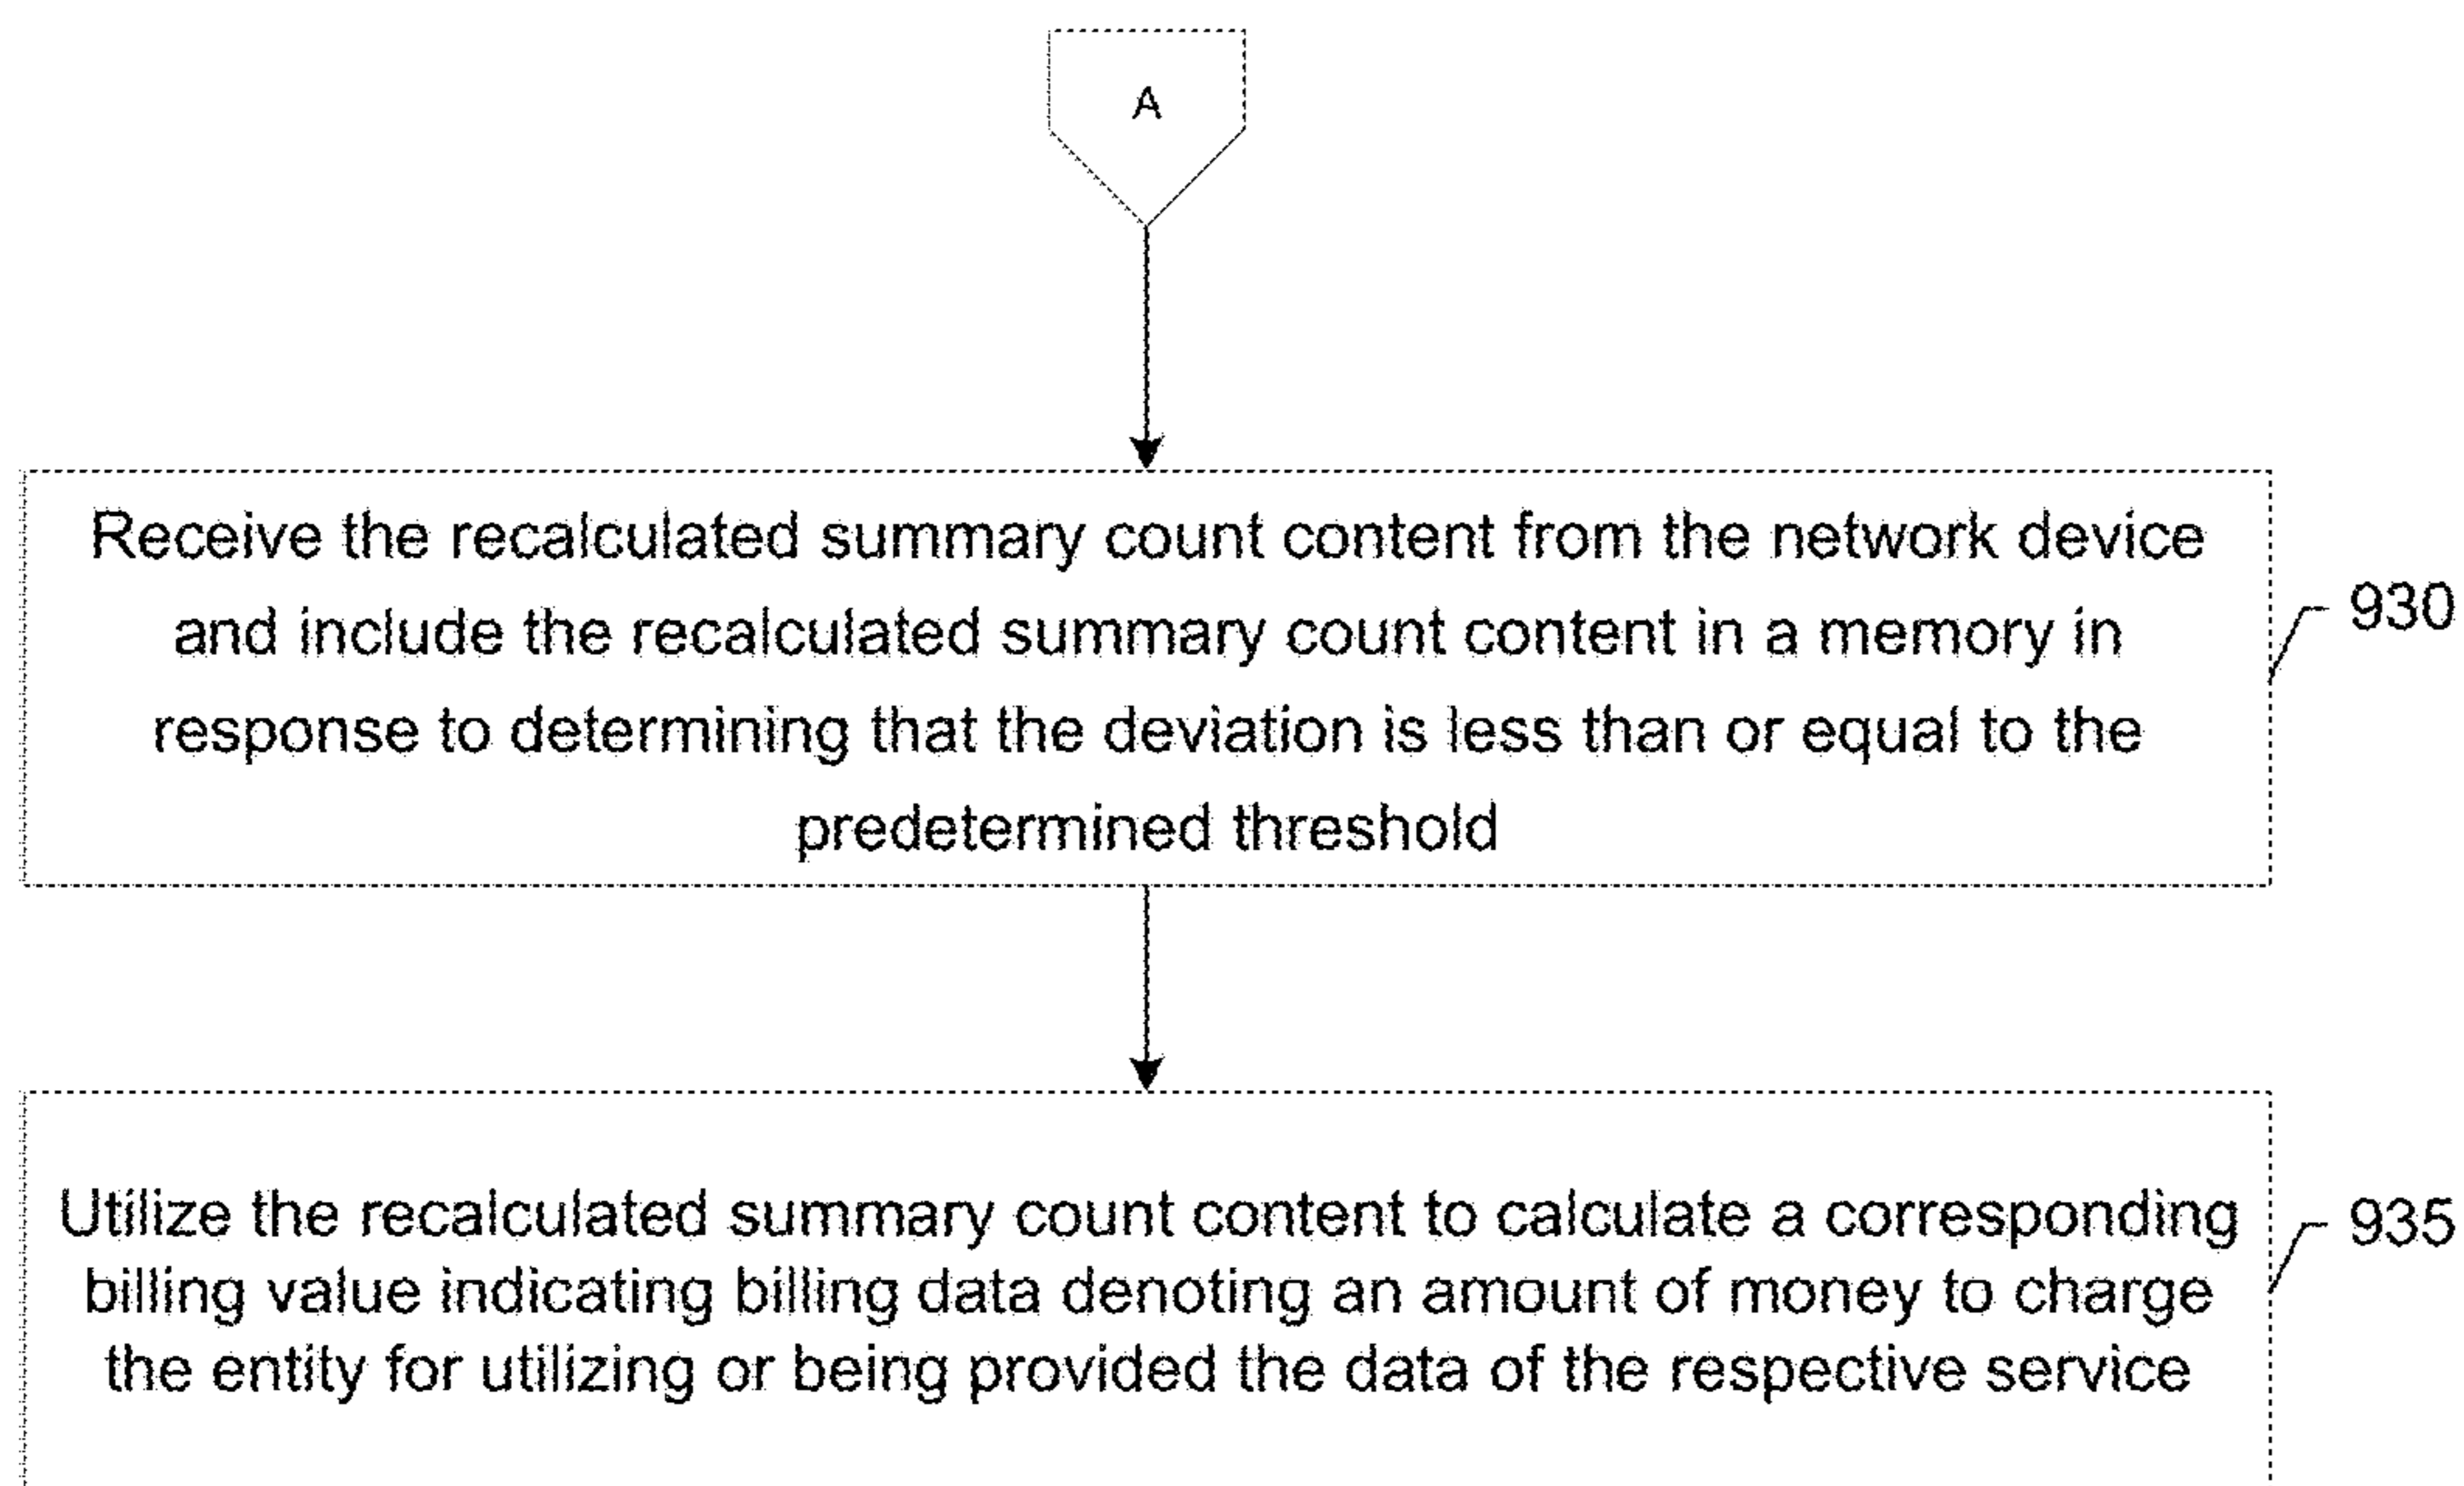 A
Receive the recalculated summary count content from the network device
and include the recalculated summary count content in a memory in
response to determining that the deviation is less than or equal to the
predetermined threshold
930
Utilize the recalculated summary count content to calculate a corresponding
billing value indicating billing data denoting an amount of money to charge
the entity for utilizing or being provided the data of the respective service
935